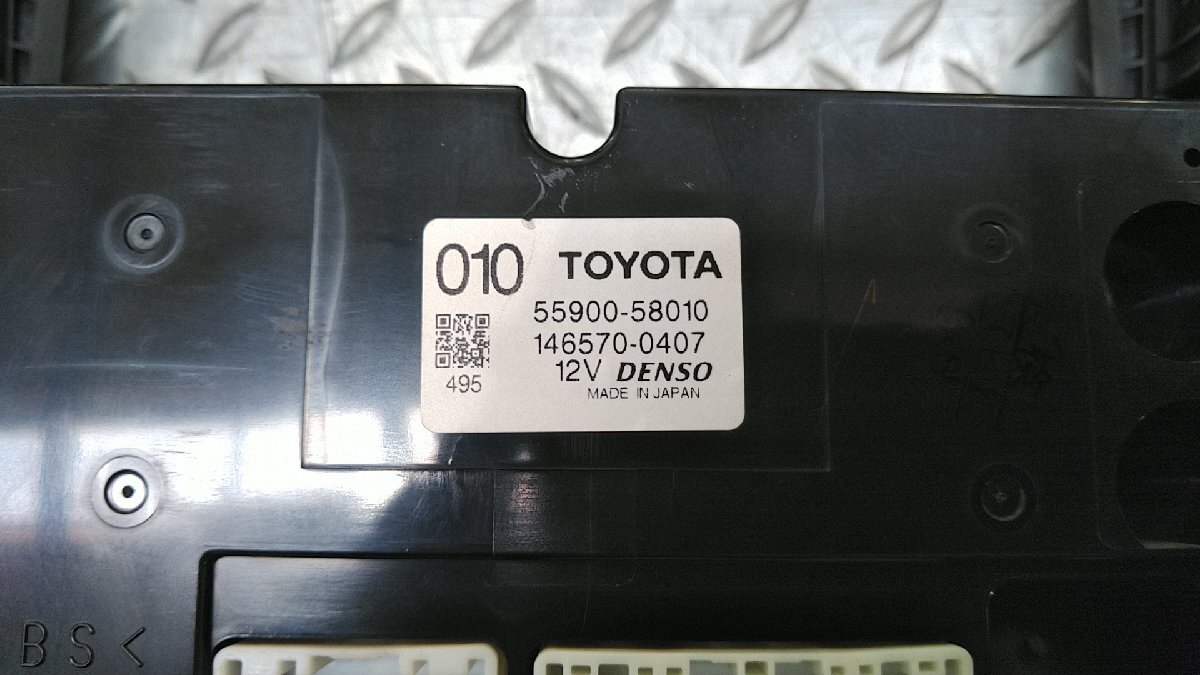 010 TOYOTA
55900-58010
146570-0407
12V DENSO
495
MADE IN JAPAN
BS<